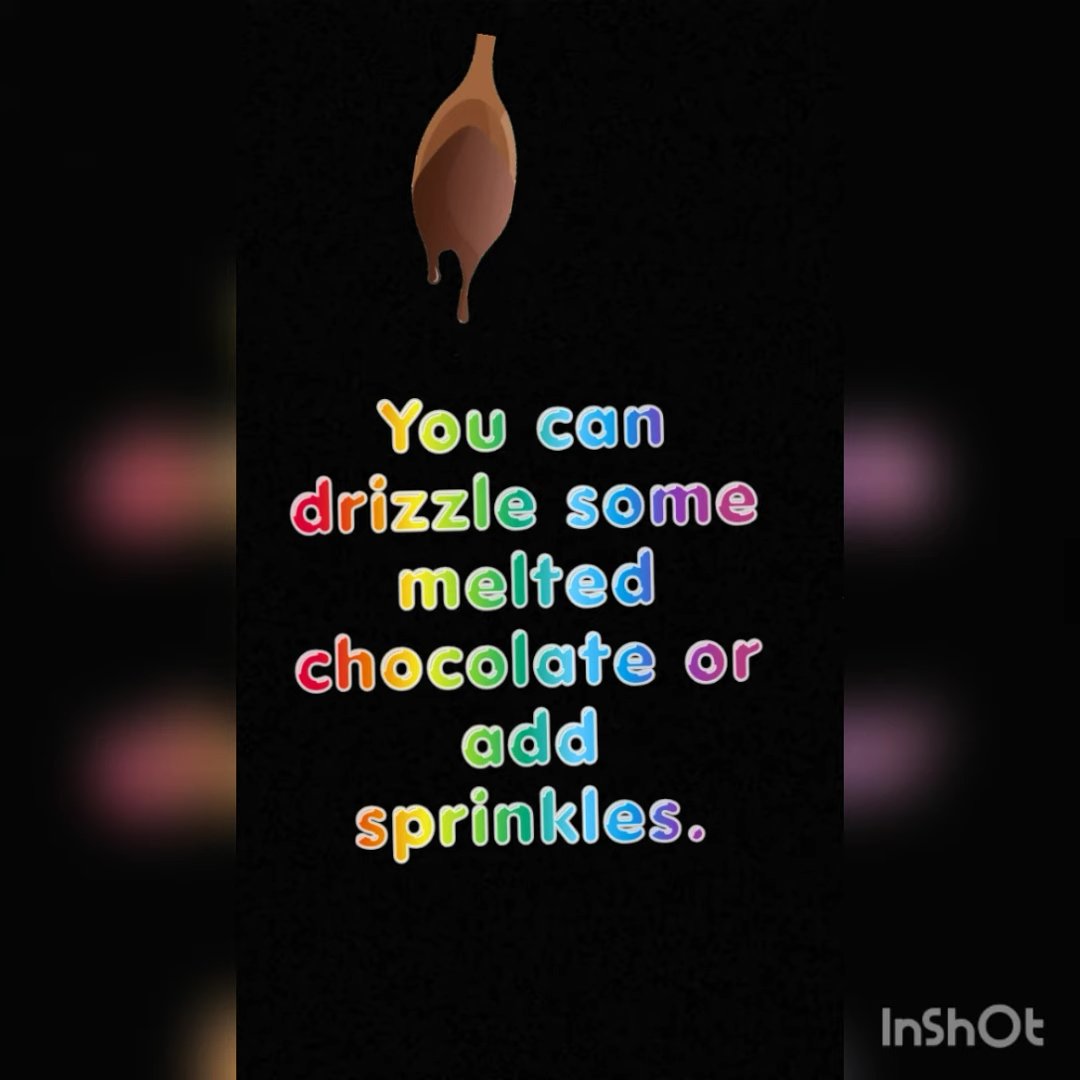 You can
drizzle some
melted
chocolate or
add
sprinkles.
InShOt